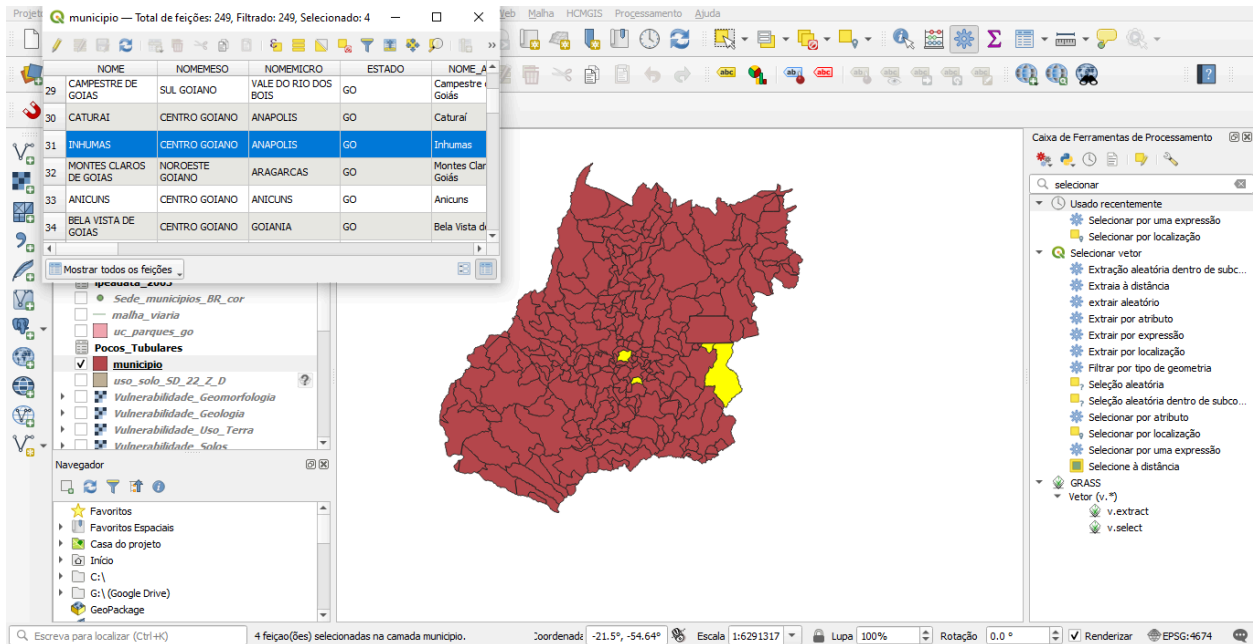 Projet
municipio — Total de feições: 249, Filtrado: 249, Selecionado: 4
Web Malha HCMGIS Processamento Ajuda
NOME NOMEMESO NOMEMICRO ESTADO NOME_A
29 CAMPESTRE DE GOIAS SUL GOIANO VALE DO RIO DOS BOIS GO Campestre Goiás
30 CATURAI CENTRO GOIANO ANAPOLIS GO Caturaí
31 INHUMAS CENTRO GOIANO ANAPOLIS GO Inhumas
32 MONTES CLAROS DE GOIAS NOROESTE GOIANO ARAGARCAS GO Montes Clar Goiás
33 ANICUNS CENTRO GOIANO ANICUNS GO Anicuns
34 BELA VISTA DE GOIAS CENTRO GOIANO GOIANIA GO Bela Vista d
Mostrar todos os feições
ipeadata_2005
Sede_municipios_BR_cor
malha_viaria
uc_parques_go
Pocos_Tubulares
municipio
uso_solo_SD_22_Z_D ?
Vulnerabilidade_Geomorfologia
Vulnerabilidade_Geologia
Vulnerabilidade_Uso_Terra
Vulnerabilidade_Solos
Navegador
Favoritos
Favoritos Espaciais
Casa do projeto
Início
C:\
G:\ (Google Drive)
GeoPackage
Caixa de Ferramentas de Processamento
selecionar
Usado recentemente
Selecionar por uma expressão
Selecionar por localização
Selecionar vetor
Extração aleatória dentro de subc...
Extraia à distância
extrair aleatório
Extrair por atributo
Extrair por expressão
Extrair por localização
Filtrar por tipo de geometria
Seleção aleatória
Seleção aleatória dentro de subco...
Selecionar por atributo
Selecionar por localização
Selecionar por uma expressão
Selecione à distância
GRASS
Vetor (v.*)
v.extract
v.select
Escreva para localizar (Ctrl+K)
4 feiçao(ões) selecionadas na camada municipio.
Coordenada -21.5°, -54.64° Escala 1:6291317 Lupa 100% Rotação 0.0 ° Renderizar EPSG:4674